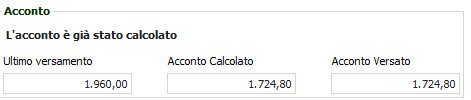 Acconto
L'acconto è già stato calcolato
Ultimo versamento Acconto Calcolato Acconto Versato
1.960,00 1.724,80 1.724,80